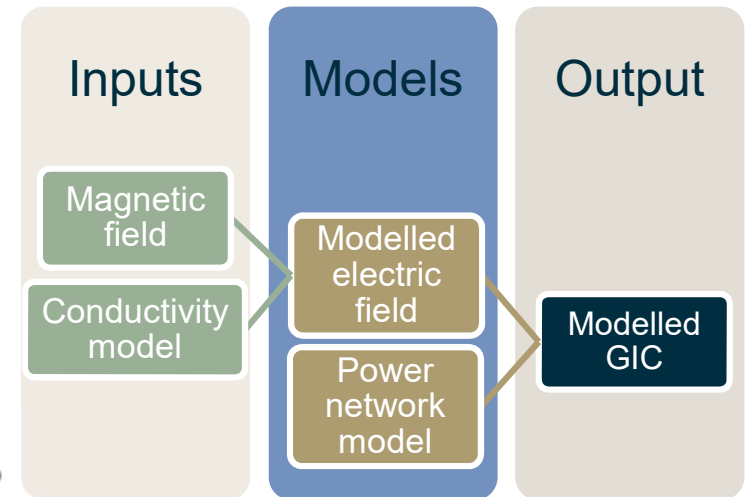 Inputs
Models
Output
Magnetic
field
Conductivity
model
Modelled
electric
field
Power
network
model
Modelled
GIC